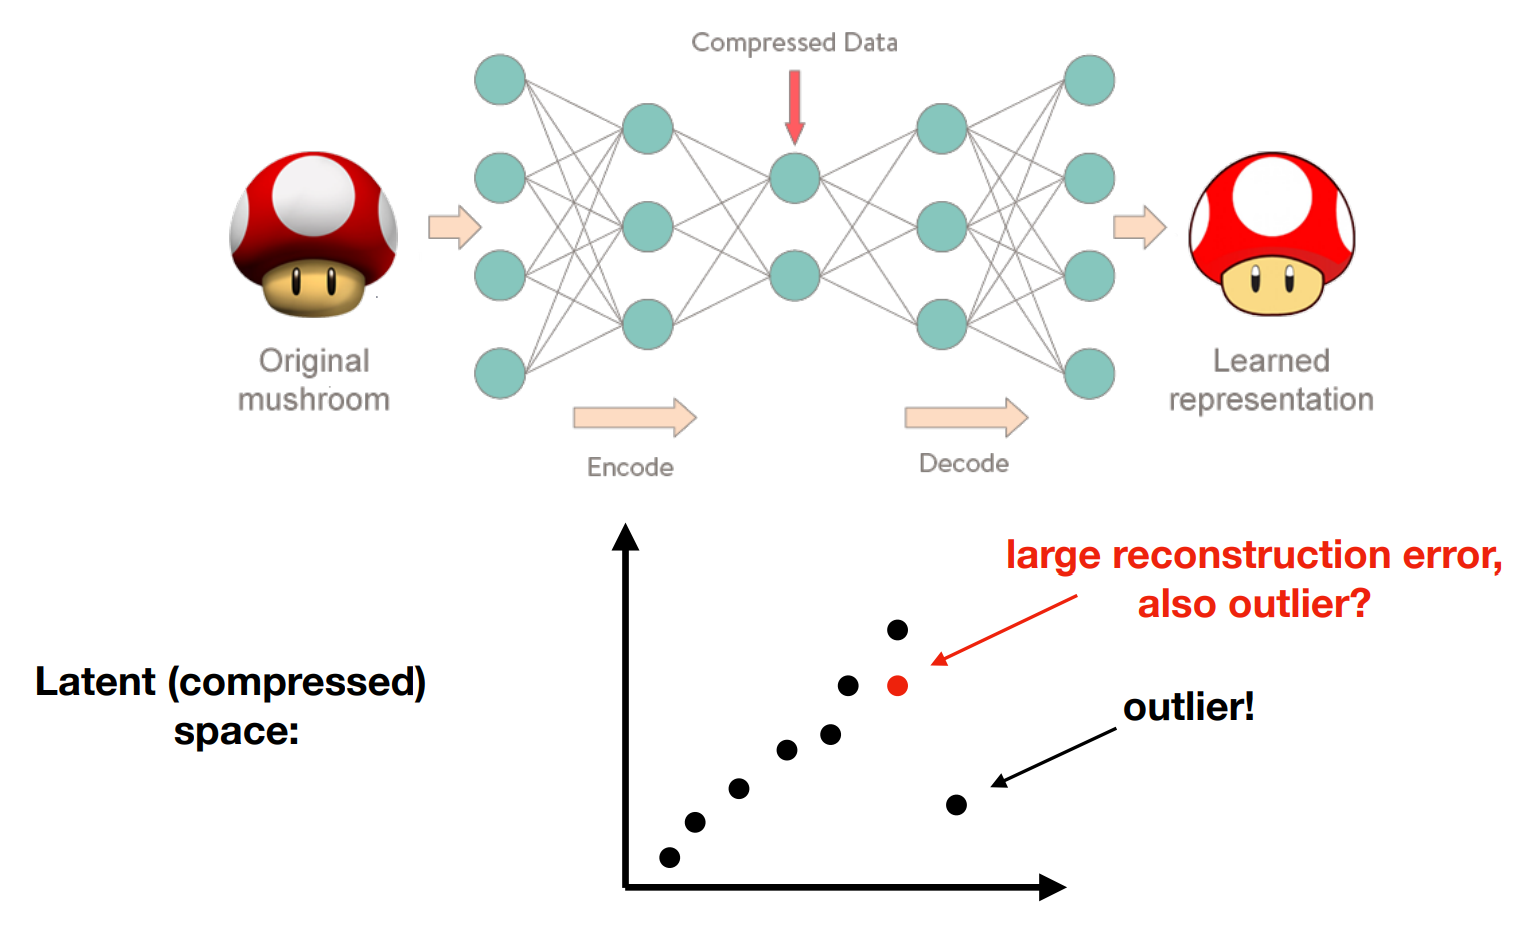 Compressed Data
Original
mushroom
Learned
representation
Encode
Decode
large reconstruction error,
also outlier?
Latent (compressed)
space:
outlier!